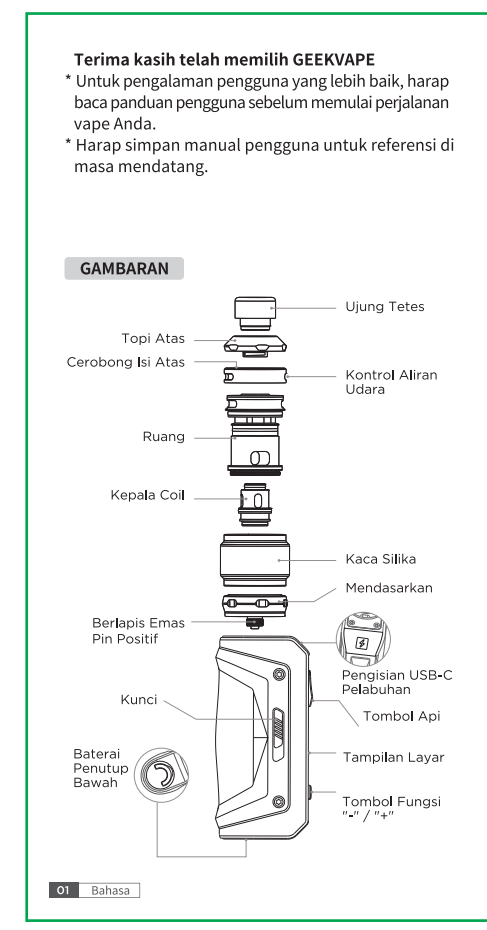 Terima kasih telah memilih GEEKVAPE
* Untuk pengalaman pengguna yang lebih baik, harap
baca panduan pengguna sebelum memulai perjalanan
vape Anda.
* Harap simpan manual pengguna untuk referensi di
masa mendatang.
GAMBARAN
Ujung Tetes
Topi Atas
Cerobong Isi Atas
Kontrol Aliran
Udara
Ruang
Kepala Coil
Kaca Silika
Mendasarkan
Berlapis Emas
Pin Positif
Pengisian USB-C
Pelabuhan
Kunci
Tombol Api
Baterai
Penutup
Bawah
Tampilan Layar
Tombol Fungsi
"-" / "+"
01 Bahasa